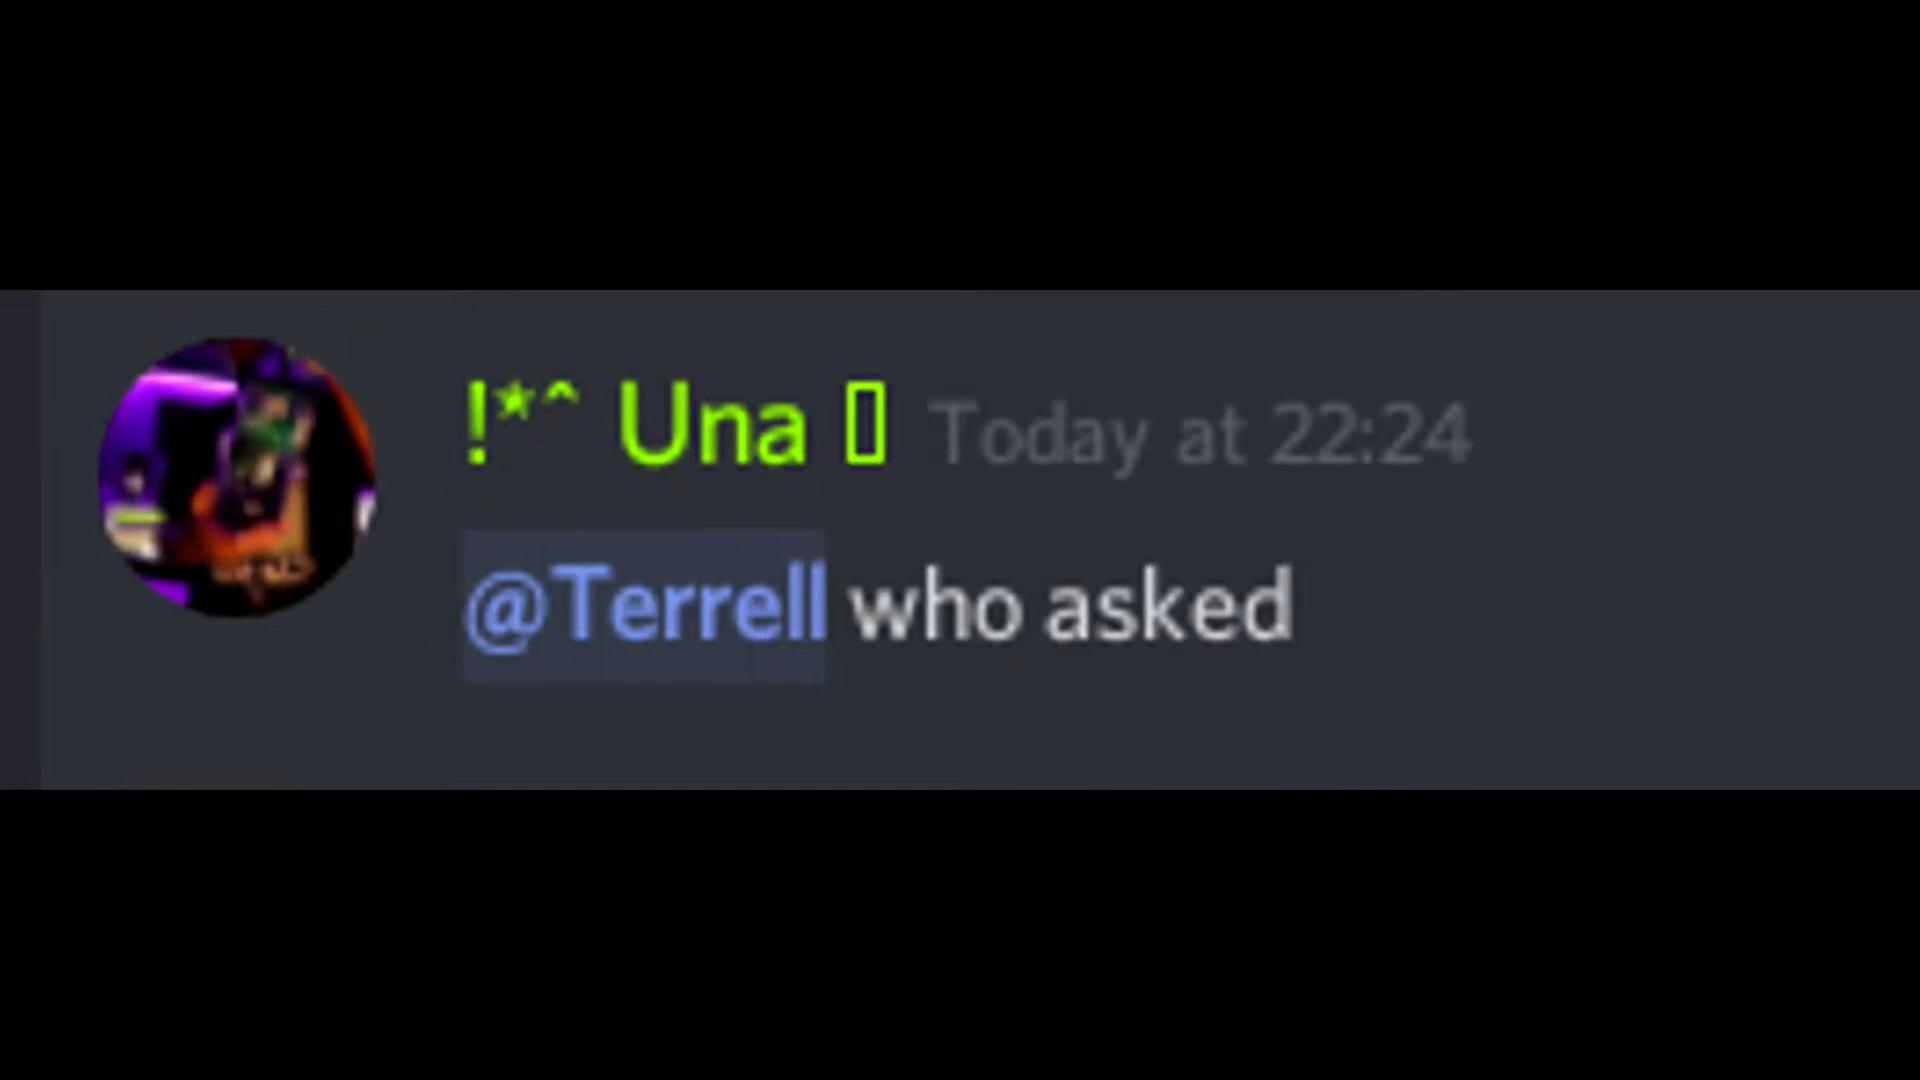 !*^ Una ▯ Today at 22:24
@Terrell who asked